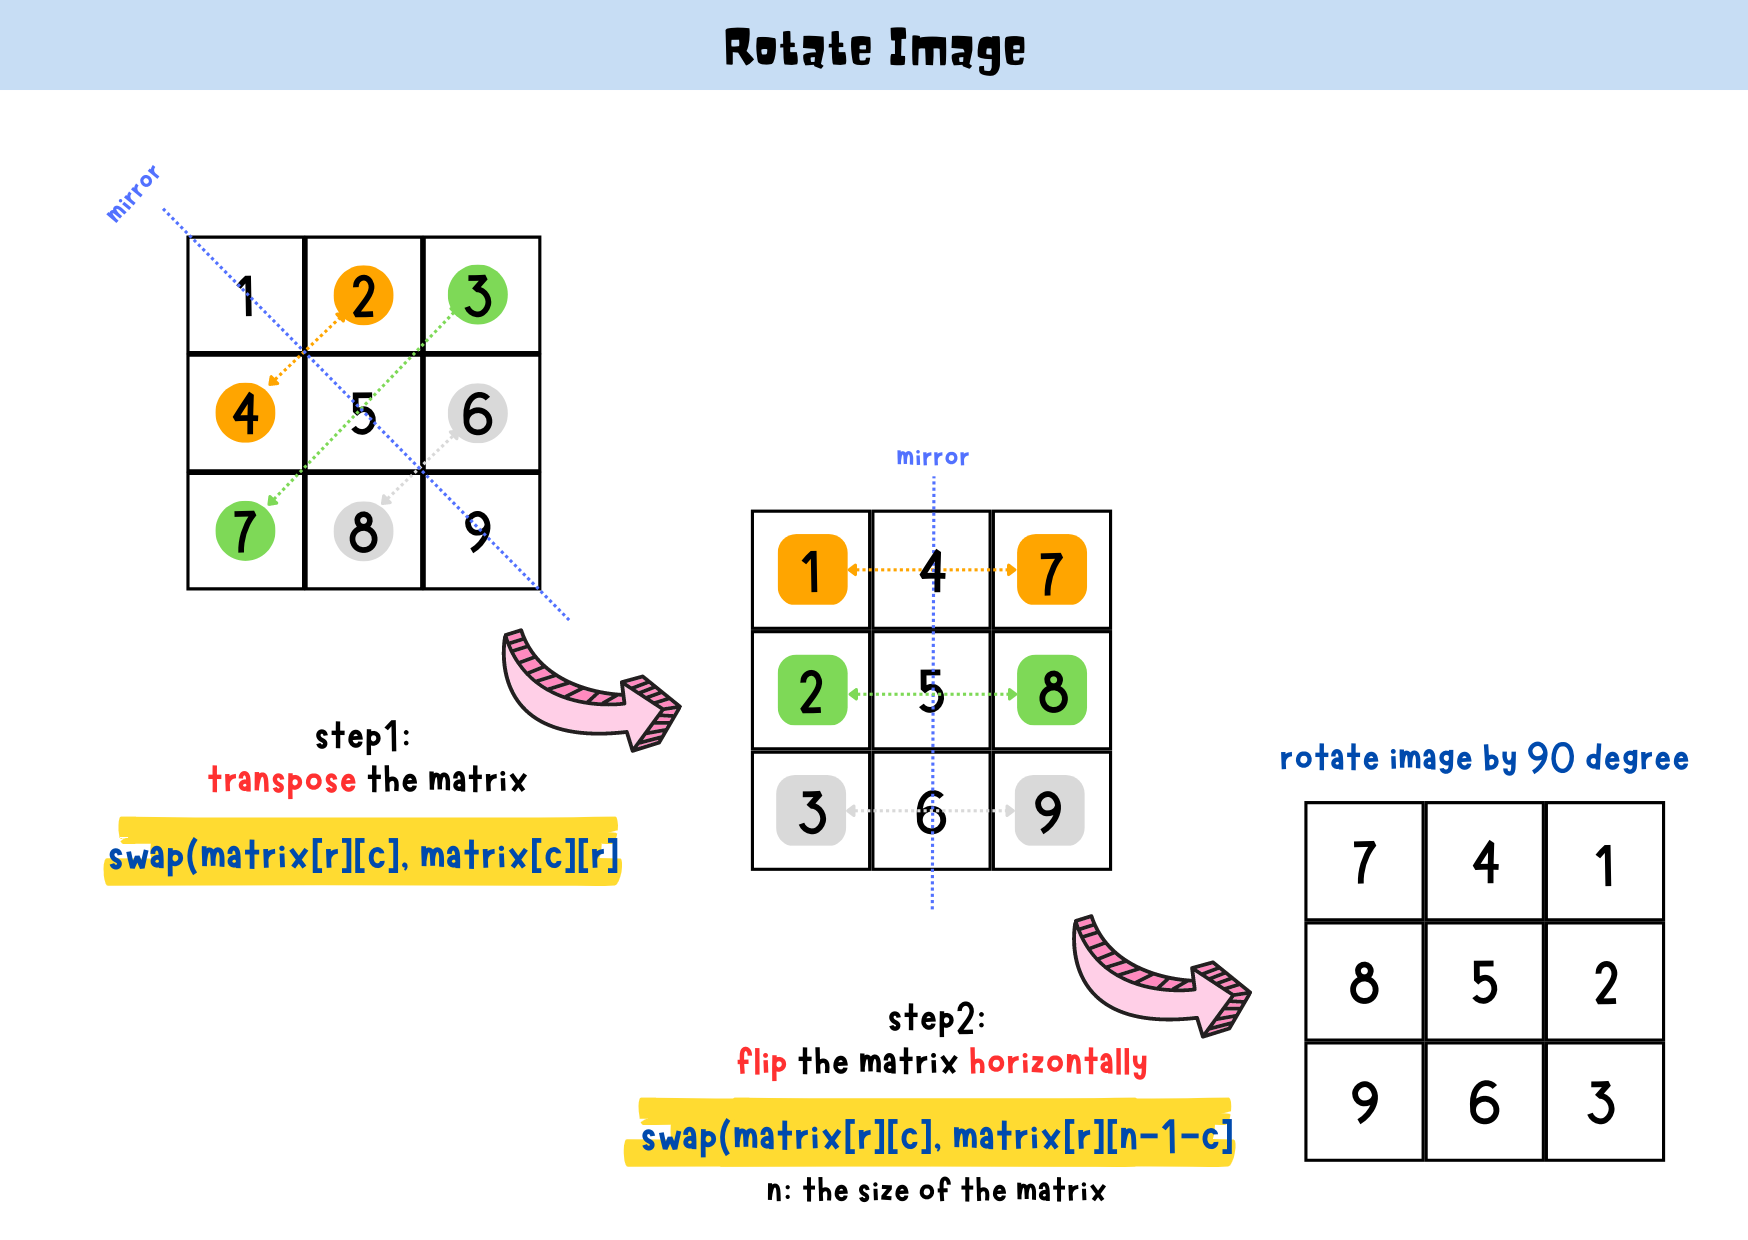 Rotate Image
mirror
1 2 3
4 5 6
7 8 9
step1:
transpose the matrix
swap(matrix[r][c], matrix[c][r]
mirror
1 4 7
2 5 8
3 6 9
step2:
flip the matrix horizontally
swap(matrix[r][c], matrix[r][n-1-c]
n: the size of the matrix
rotate image by 90 degree
7 4 1
8 5 2
9 6 3